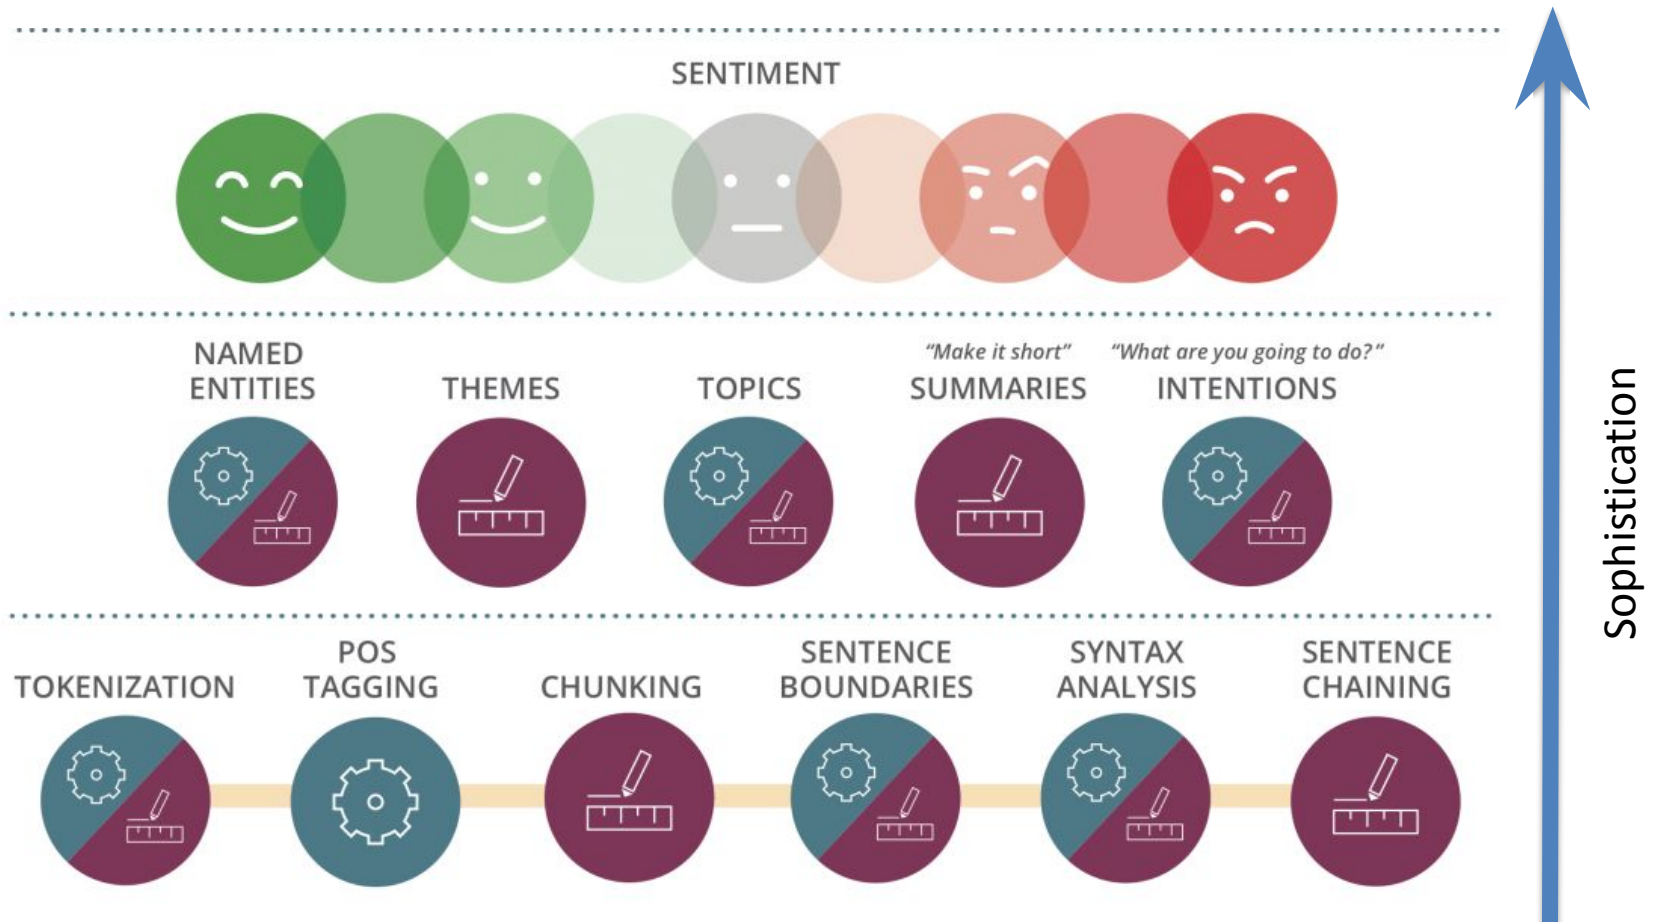 SENTIMENT
NAMED
ENTITIES
THEMES
TOPICS
“Make it short”
SUMMARIES
“What are you going to do?”
INTENTIONS
TOKENIZATION
POS
TAGGING
CHUNKING
SENTENCE
BOUNDARIES
SYNTAX
ANALYSIS
SENTENCE
CHAINING
Sophistication